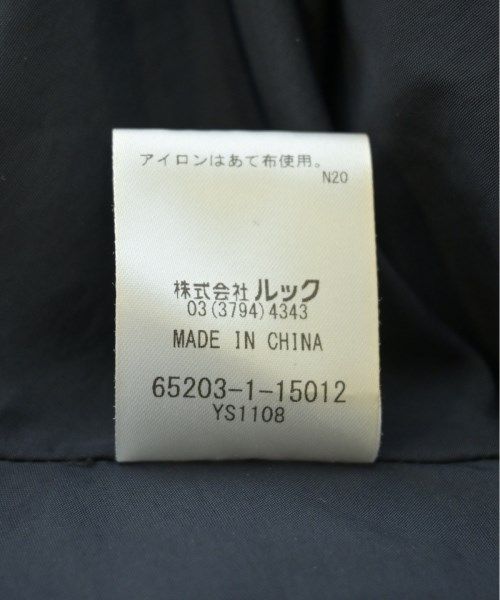 アイロンはあて布使用。
N20
株式会社 ルック
03(3794)4343
MADE IN CHINA
65203-1-15012
YS1108